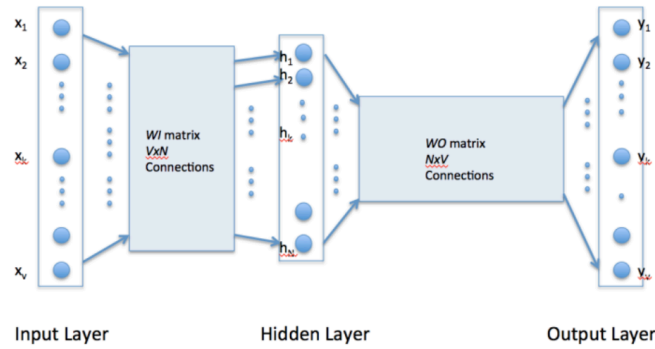 x1
x2
xk
xv
WI matrix
VxN
Connections
h1
h2
hk
hN
WO matrix
NxV
Connections
y1
y2
yk
yv
Input Layer
Hidden Layer
Output Layer